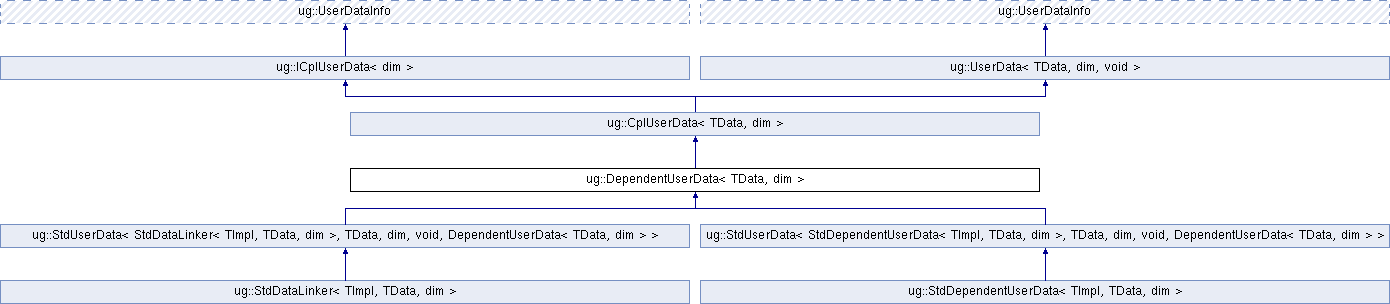 ug::UserDataInfo
ug::UserDataInfo
ug::ICplUserData< dim >
ug::UserData< TData, dim, void >
ug::CplUserData< TData, dim >
ug::DependentUserData< TData, dim >
ug::StdUserData< StdDataLinker< TImpl, TData, dim >, TData, dim, void, DependentUserData< TData, dim > >
ug::StdUserData< StdDependentUserData< TImpl, TData, dim >, TData, dim, void, DependentUserData< TData, dim > >
ug::StdDataLinker< TImpl, TData, dim >
ug::StdDependentUserData< TImpl, TData, dim >